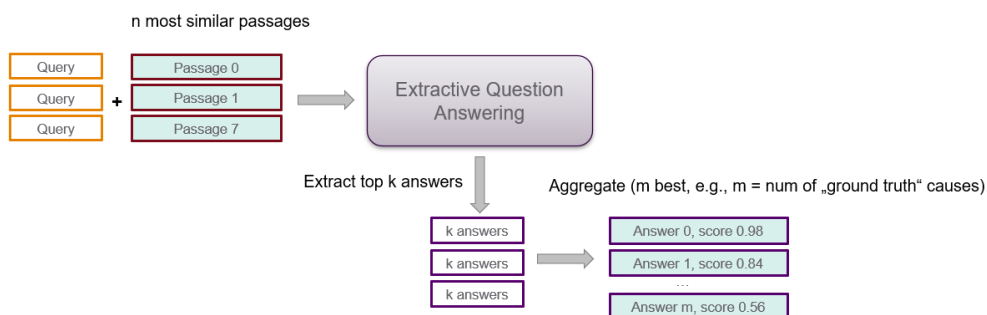 n most similar passages
Query
Passage 0
Query
+
Passage 1
Query
Passage 7
Extractive Question
Answering
Extract top k answers
Aggregate (m best, e.g., m = num of „ground truth“ causes)
k answers
Answer 0, score 0.98
k answers
Answer 1, score 0.84
...
k answers
Answer m, score 0.56